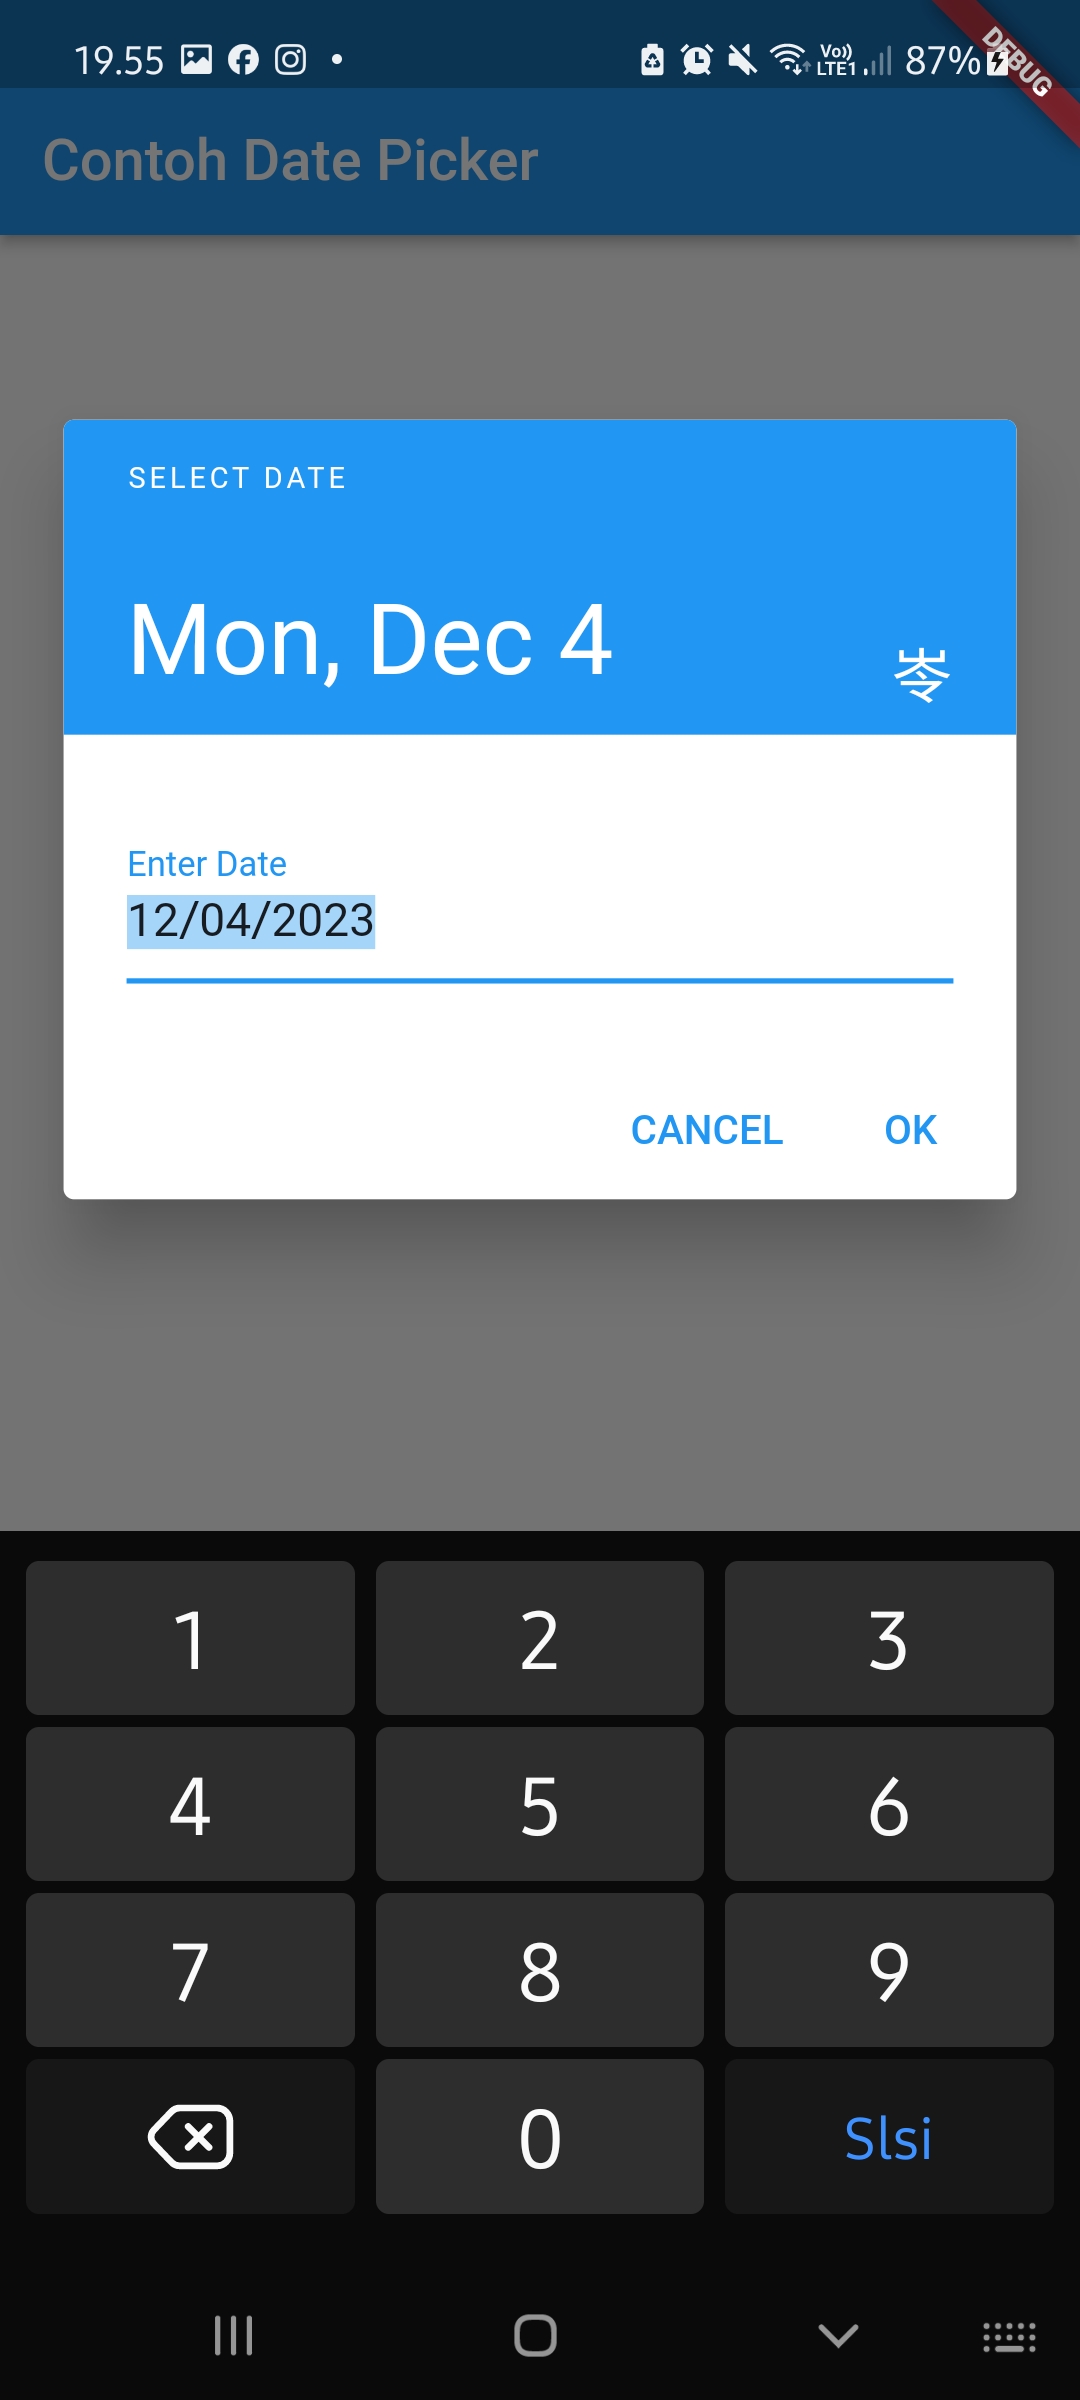 19.55
Vo))
LTE1
87%
DEBUG
Contoh Date Picker
SELECT DATE
Mon, Dec 4
岺
Enter Date
12/04/2023
CANCEL OK
1 2 3
4 5 6
7 8 9
0 Slsi